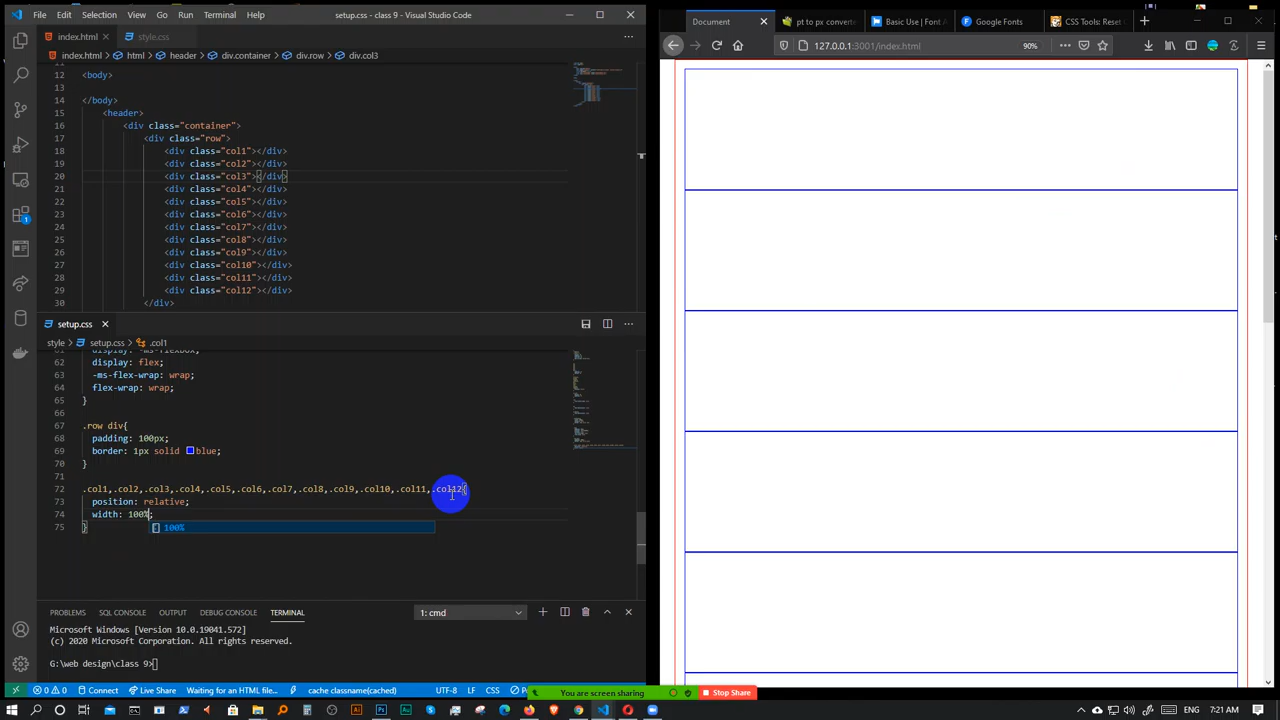 File Edit Selection View Go Run Terminal Help setup.css - class 9 - Visual Studio Code
index.html style.css
index.html > html > header > div.container > div.row > div.col3
12 <body>
13
14 </body>
15 <header>
16 <div class="container">
17 <div class="row">
18 <div class="col1"></div>
19 <div class="col2"></div>
20 <div class="col3"></div>
21 <div class="col4"></div>
22 <div class="col5"></div>
23 <div class="col6"></div>
24 <div class="col7"></div>
25 <div class="col8"></div>
26 <div class="col9"></div>
27 <div class="col10"></div>
28 <div class="col11"></div>
29 <div class="col12"></div>
30 </div>
setup.css
style > setup.css > .col1
61 display: -ms-flexbox;
62 display: flex;
63 -ms-flex-wrap: wrap;
64 flex-wrap: wrap;
65 }
66
67 .row div{
68 padding: 100px;
69 border: 1px solid blue;
70 }
71
72 .col1,.col2,.col3,.col4,.col5,.col6,.col7,.col8,.col9,.col10,.col11,.col12{
73 position: relative;
74 width: 100%;
75 }
100%
PROBLEMS SQL CONSOLE OUTPUT DEBUG CONSOLE TERMINAL 1: cmd
Microsoft Windows [Version 10.0.19041.572]
(c) 2020 Microsoft Corporation. All rights reserved.
G:\web design\class 9>
0 0 Connect Live Share Waiting for an HTML file... cache classname(cached) UTF-8 LF CSS
Document pt to px converte Basic Use | Font A Google Fonts CSS Tools: Reset C
127.0.0.1:3001/index.html 90%
You are screen sharing Stop Share
ENG 7:21 AM